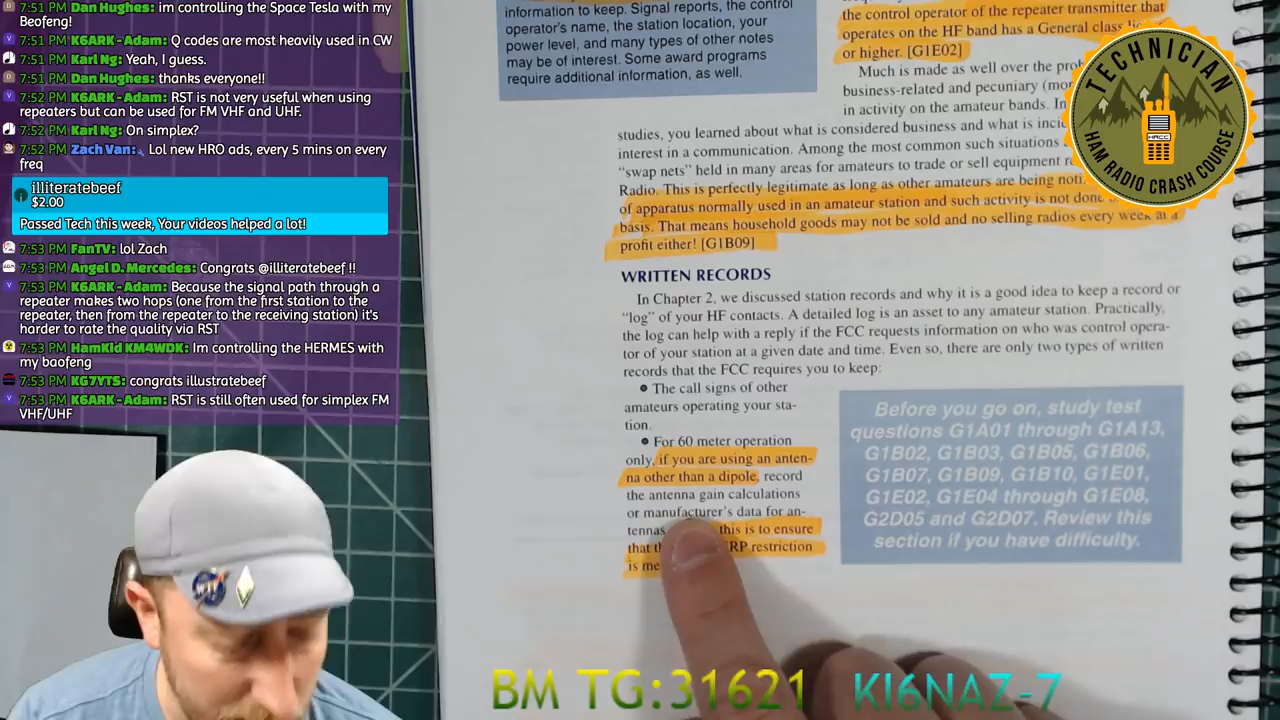 7:51 PM Dan Hughes: im controlling the Space Tesla with my
Beofeng!
7:51 PM K6ARK - Adam: Q codes are most heavily used in CW
7:51 PM Karl Ng: Yeah, I guess.
7:51 PM Dan Hughes: thanks everyone!!
7:52 PM K6ARK - Adam: RST is not very useful when using
repeaters but can be used for FM VHF and UHF.
7:52 PM Karl Ng: On simplex?
7:52 PM Zach Van: Lol new HRO ads, every 5 mins on every
freq
illiteratebeef
$2.00
Passed Tech this week, Your videos helped a lot!
7:53 PM FanTV: lol Zach
7:53 PM Angel D. Mercedes: Congrats @illiteratebeef !!
7:53 PM K6ARK - Adam: Because the signal path through a
repeater makes two hops (one from the first station to the
repeater, then from the repeater to the receiving station) it's
harder to rate the quality via RST
7:53 PM HamKid KM4WDK: Im controlling the HERMES with
my baofeng
7:53 PM KG7YTS: congrats illustratebeef
7:53 PM K6ARK - Adam: RST is still often used for simplex FM
VHF/UHF
information to keep. Signal reports, the control
operator's name, the station location, your
power level, and many types of other notes
may be of interest. Some award programs
require additional information, as well.
the control operator of the repeater transmitter that
operates on the HF band has a General class
or higher. [G1E02]
Much is made as well over the
business-related and pecuniary
in activity on the amateur bands. In
studies, you learned about what is considered business and what is
interest in a communication. Among the most common such situations
"swap nets" held in many areas for amateurs to trade or sell equipment
Radio. This is perfectly legitimate as long as other amateurs are being
of apparatus normally used in an amateur station and such activity is not done
basis. That means household goods may not be sold and no selling radios every week at a
profit either! [G1B09]
WRITTEN RECORDS
In Chapter 2, we discussed station records and why it is a good idea to keep a record or
"log" of your HF contacts. A detailed log is an asset to any amateur station. Practically,
the log can help with a reply if the FCC requests information on who was control opera-
tor of your station at a given date and time. Even so, there are only two types of written
records that the FCC requires you to keep:
• The call signs of other
amateurs operating your sta-
tion.
• For 60 meter operation
only, if you are using an anten-
na other than a dipole, record
the antenna gain calculations
or manufacturer's data for an-
tennas this is to ensure
that ERP restriction
is
Before you go on, study test
questions G1A01 through G1A13,
G1B02, G1B03, G1B05, G1B06,
G1B07, G1B09, G1B10, G1E01,
G1E02, G1E04 through G1E08,
G2D05 and G2D07. Review this
section if you have difficulty.
TECHNICIAN
HRCC
HAM RADIO CRASH COURSE
BM TG:31621 KI6NAZ-7